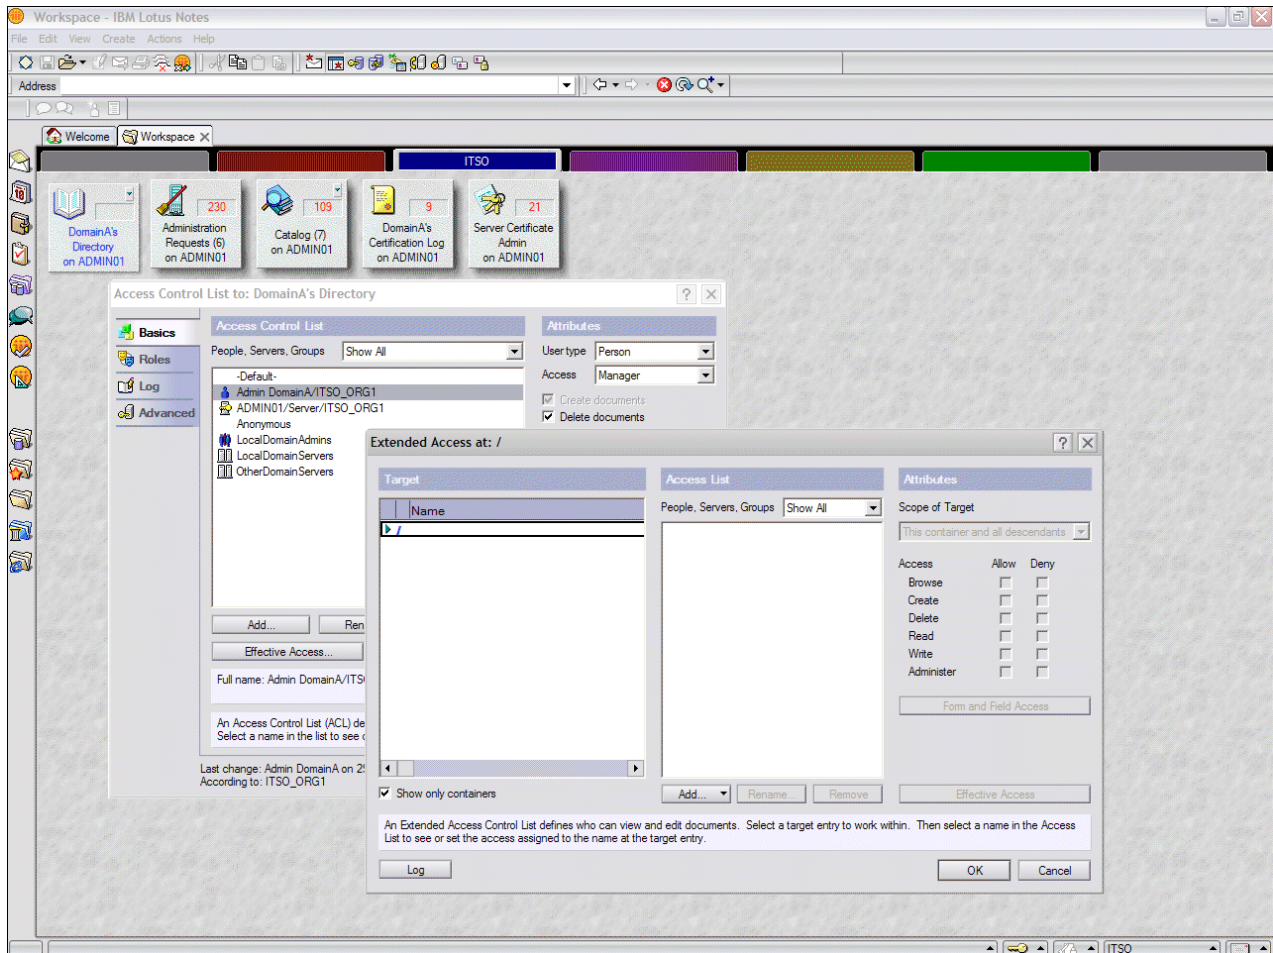 Workspace - IBM Lotus Notes
File Edit View Create Actions Help
Address
Welcome
Workspace
ITSO
DomainA's
Directory
on ADMIN01
230
Administration
Requests (6)
on ADMIN01
109
Catalog (7)
on ADMIN01
9
DomainA's
Certification Log
on ADMIN01
21
Server Certificate
Admin
on ADMIN01
Access Control List to: DomainA's Directory
Basics
Roles
Log
Advanced
Access Control List
People, Servers, Groups Show All
-Default-
Admin DomainA/ITSO_ORG1
ADMIN01/Server/ITSO_ORG1
Anonymous
LocalDomainAdmins
LocalDomainServers
OtherDomainServers
Attributes
User type Person
Access Manager
Create documents
Delete documents
Add... Ren
Effective Access...
Full name: Admin DomainA/ITS
An Access Control List (ACL) de
Select a name in the list to see
Last change: Admin DomainA on 2
According to: ITSO_ORG1
Extended Access at: /
Target
Name
/
Show only containers
Access List
People, Servers, Groups Show All
Add... Rename... Remove
Attributes
Scope of Target
This container and all descendants
Access Allow Deny
Browse
Create
Delete
Read
Write
Administer
Form and Field Access
Effective Access
An Extended Access Control List defines who can view and edit documents. Select a target entry to work within. Then select a name in the Access
List to see or set the access assigned to the name at the target entry.
Log
OK Cancel
ITSO